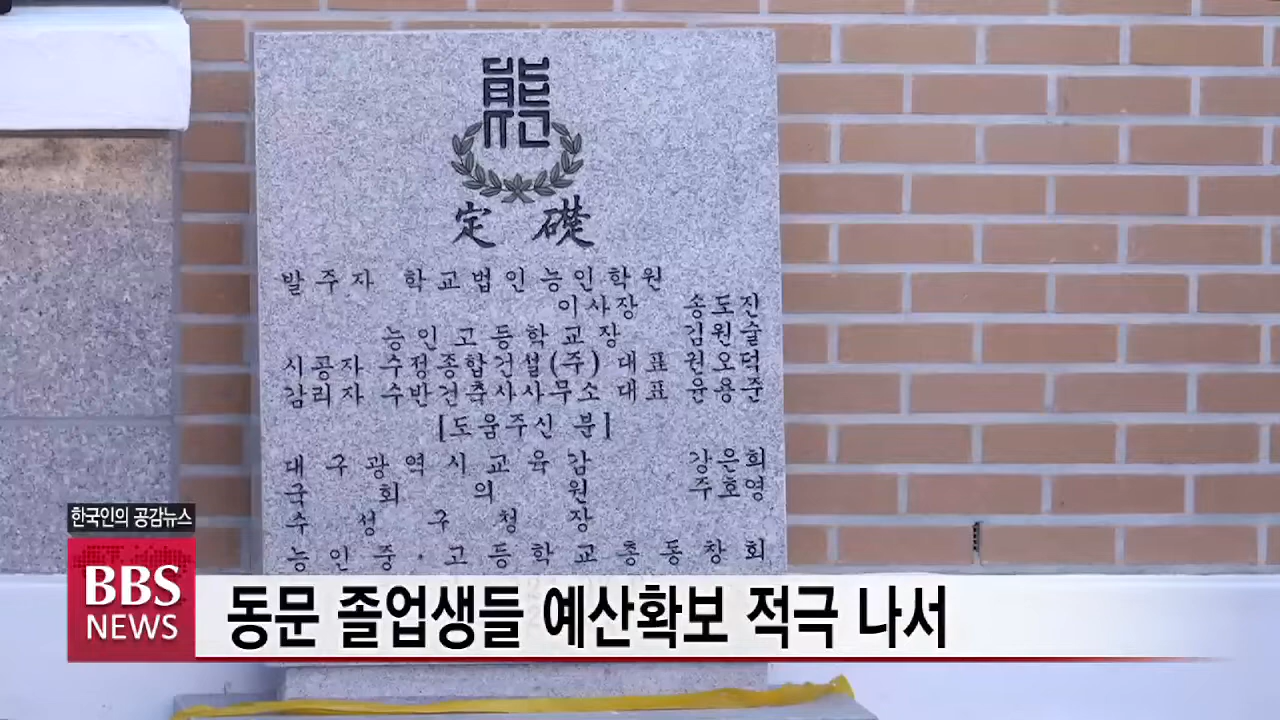 熊
定礎
발주자 학교법인능인학원
이사장 송도진
능인고등학교장 김원술
시공자 수정종합건설(주) 대표 권오덕
감리자 수반건축사사무소 대표 윤용준
[도움주신 분]
대구광역시교육감 강은희
국회의원 주호영
수성구청장
능인중·고등학교총동창회
한국인의 공감뉴스
BBS
NEWS
동문 졸업생들 예산확보 적극 나서